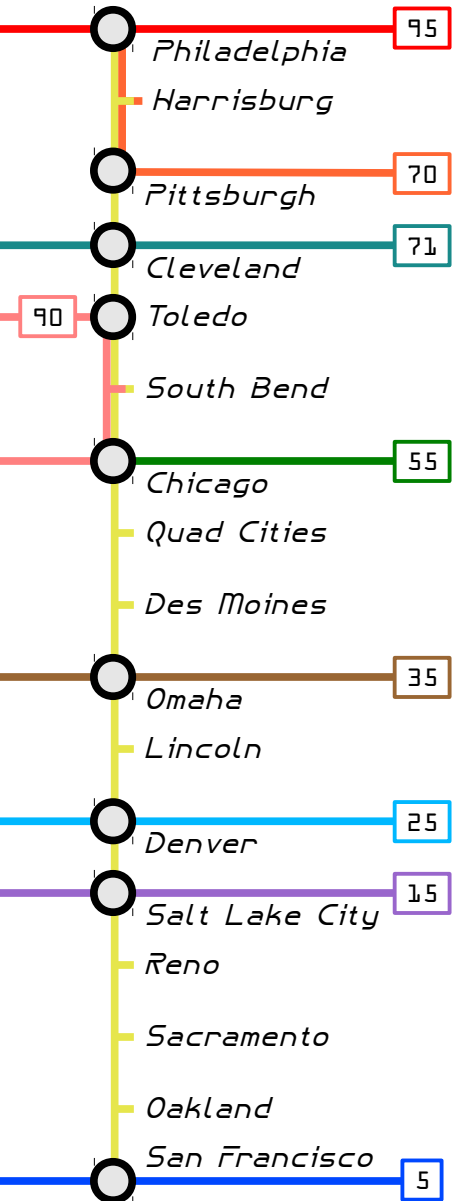 95
Philadelphia
Harrisburg
70
Pittsburgh
71
Cleveland
90
Toledo
South Bend
55
Chicago
Quad Cities
Des Moines
35
Omaha
Lincoln
25
Denver
15
Salt Lake City
Reno
Sacramento
Oakland
San Francisco
5